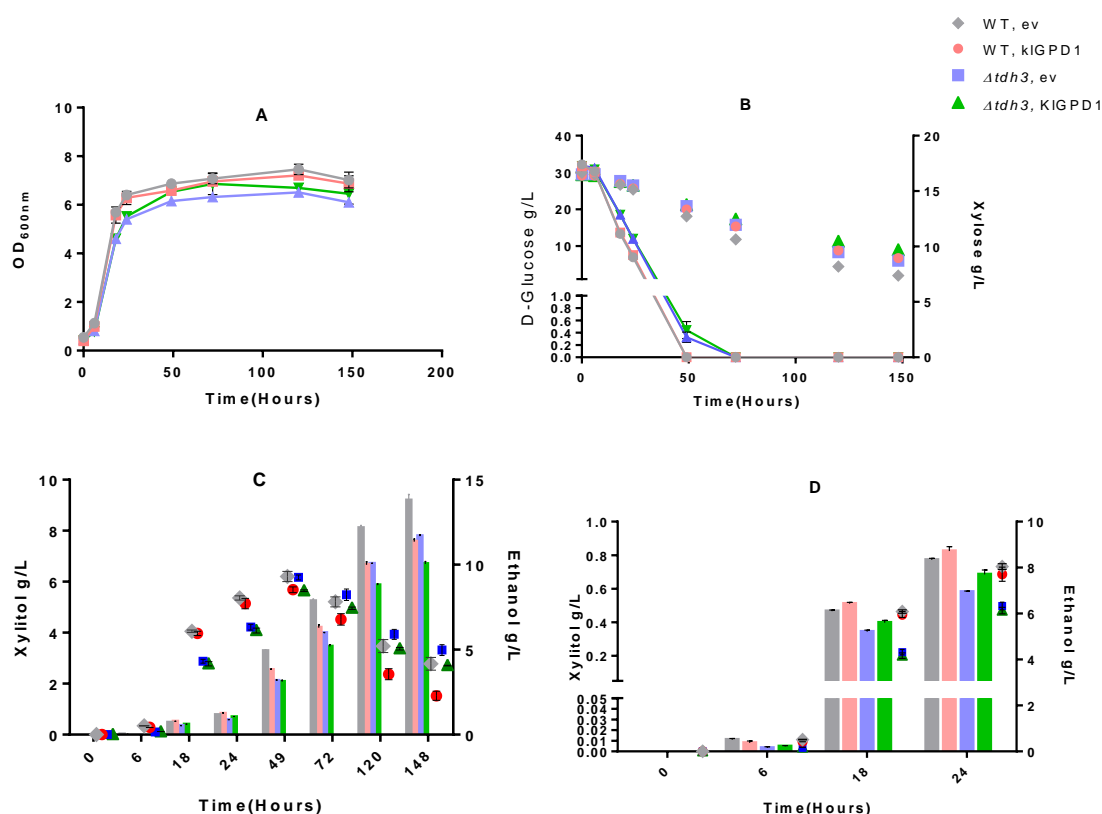 WT, ev
WT, klGPD1
Δtdh3, ev
Δtdh3, KlGPD1
A
10
8
6
4
2
0
OD600nm
0 50 100 150 200
Time(Hours)
B
40
30
20
10
1.0
0.8
0.6
0.4
0.2
0.0
D-Glucose g/L
20
15
10
5
0
Xylose g/L
0 50 100 150
Time(Hours)
C
10
8
6
4
2
0
Xylitol g/L
15
10
5
0
Ethanol g/L
0 6 18 24 49 72 120 148
Time(Hours)
D
1.0
0.8
0.6
0.4
0.2
0.05
0.04
0.03
0.02
0.01
0.00
Xylitol g/L
10
8
6
4
2
0
Ethanol g/L
0 6 18 24
Time(Hours)